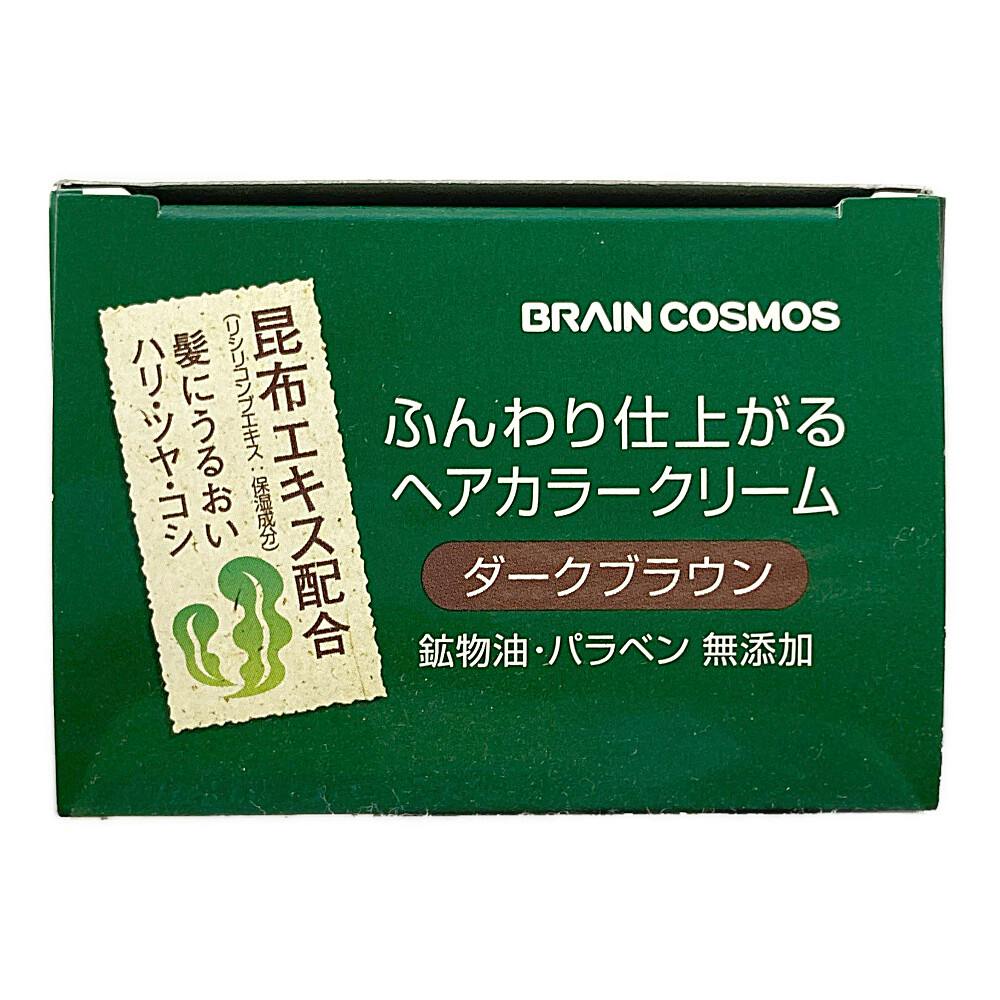 BRAIN COSMOS
ふんわり仕上がる
ヘアカラークリーム
ダークブラウン
鉱物油・パラベン 無添加
昆布エキス配合
(リシリコンブエキス：保湿成分)
髪にうるおい
ハリ・ツヤ・コシ